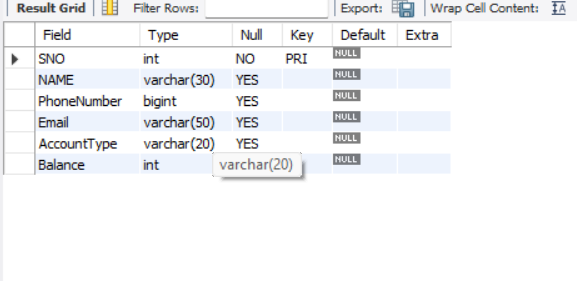 Result Grid Filter Rows: Export: Wrap Cell Content: IA
Field Type Null Key Default Extra
SNO int NO PRI NULL
NAME varchar(30) YES NULL
PhoneNumber bigint YES NULL
Email varchar(50) YES NULL
AccountType varchar(20) YES NULL
Balance int varchar(20) NULL